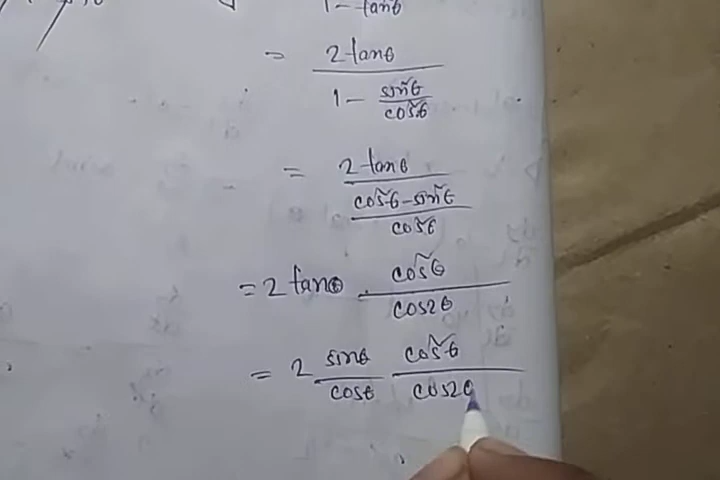 1 - tan²θ
= 2 tanθ / (1 - sin²θ/cos²θ)
= 2 tanθ / ((cos²θ - sin²θ)/cos²θ)
= 2 tanθ . cos²θ/cos2θ
= 2 sinθ/cosθ cos²θ/cos2θ